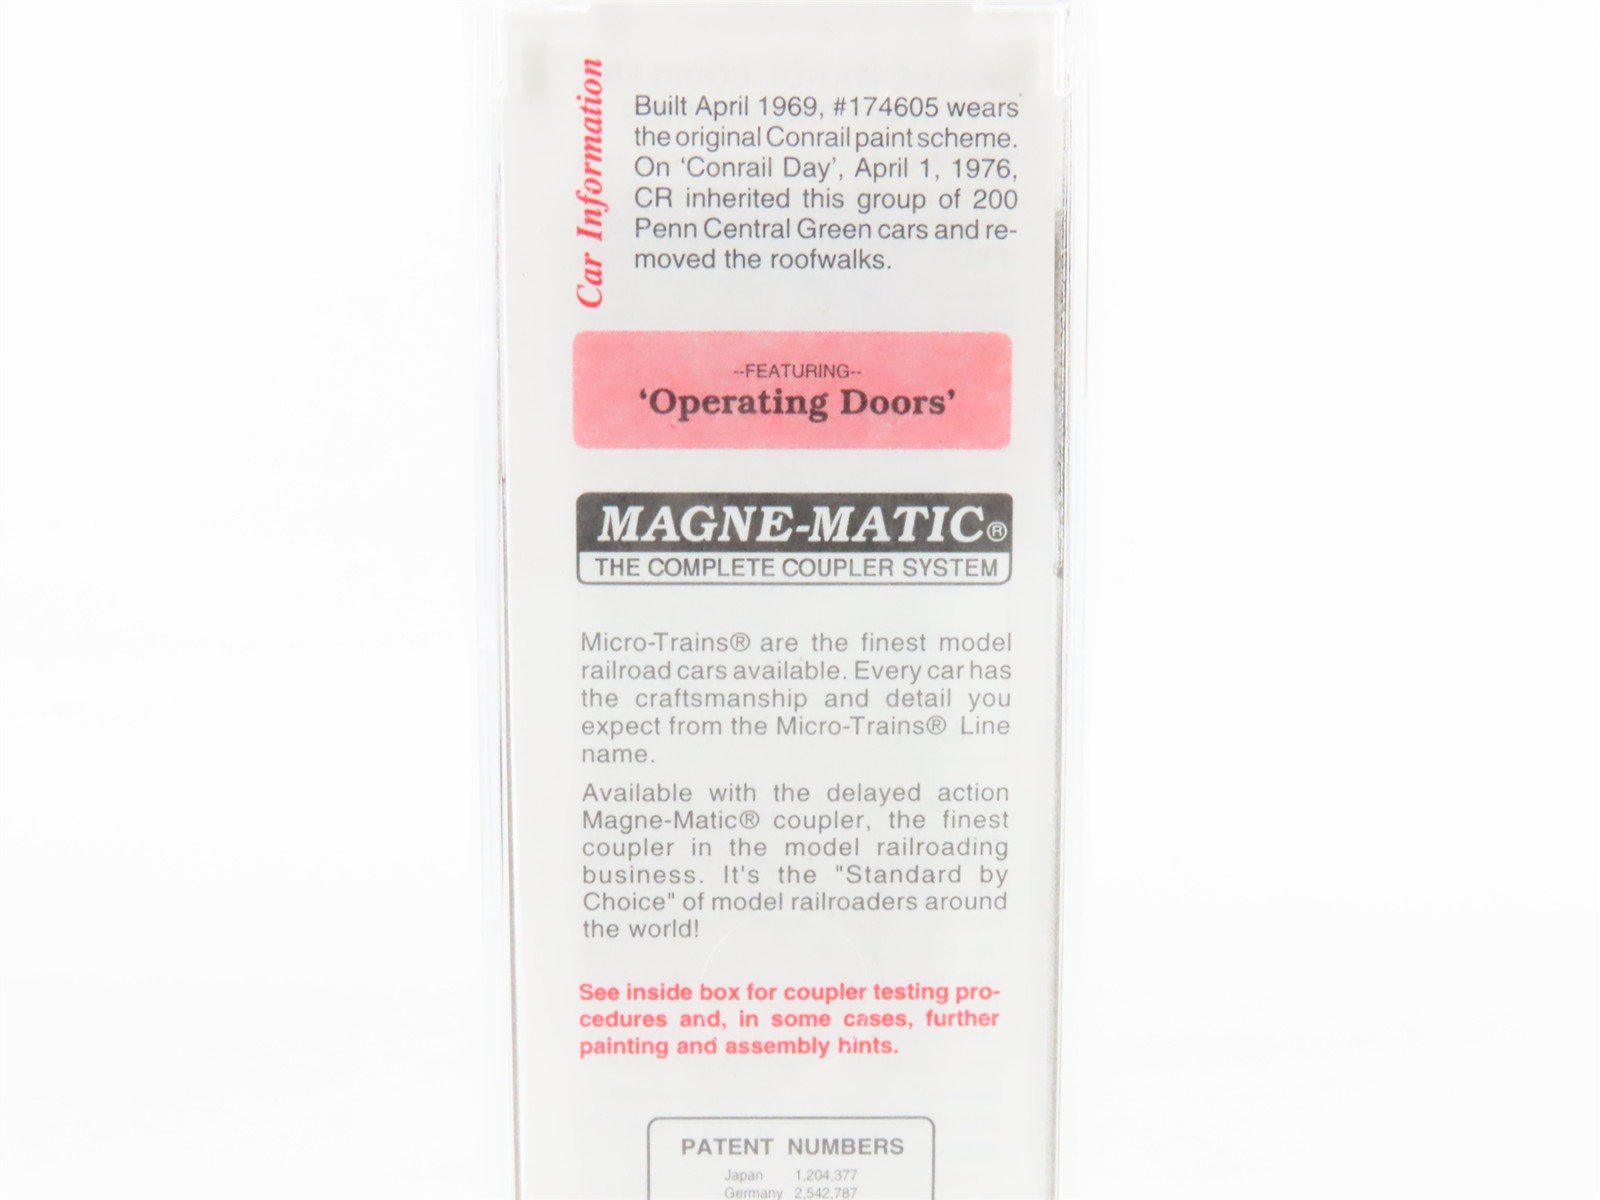 Car Information
Built April 1969, #174605 wears
the original Conrail paint scheme.
On ‘Conrail Day’, April 1, 1976,
CR inherited this group of 200
Penn Central Green cars and re-
moved the roofwalks.
--FEATURING--
‘Operating Doors’
MAGNE-MATIC®
THE COMPLETE COUPLER SYSTEM
Micro-Trains® are the finest model
railroad cars available. Every car has
the craftsmanship and detail you
expect from the Micro-Trains® Line
name.
Available with the delayed action
Magne-Matic® coupler, the finest
coupler in the model railroading
business. It's the "Standard by
Choice" of model railroaders around
the world!
See inside box for coupler testing pro-
cedures and, in some cases, further
painting and assembly hints.
PATENT NUMBERS
Japan 1,204,377
Germany 2,542,787